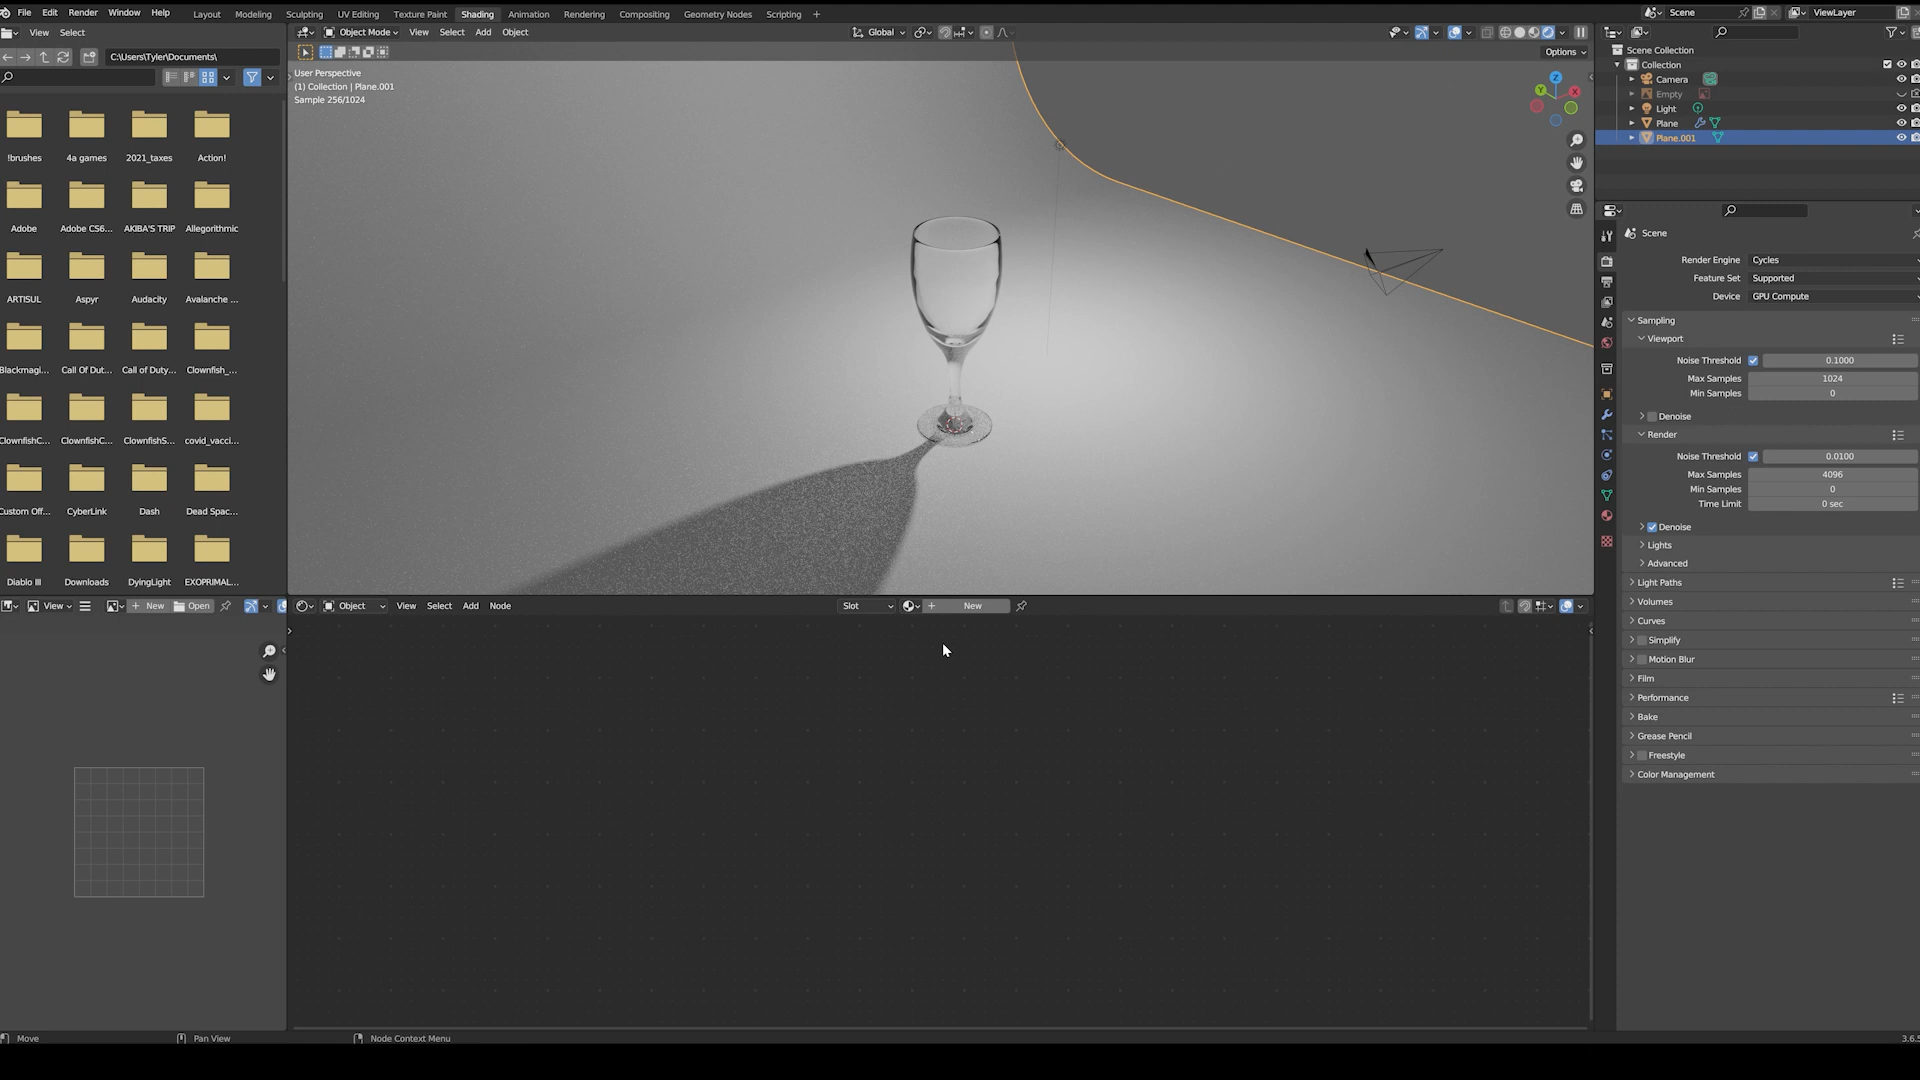 File Edit Render Window Help Layout Modeling Sculpting UV Editing Texture Paint Shading Animation Rendering Compositing Geometry Nodes Scripting + Scene ViewLayer
View Select
Object Mode View Select Add Object Global
C:\Users\Tyler\Documents\
Options
User Perspective
(1) Collection | Plane.001
Sample 256/1024
!brushes 4a games 2021_taxes Action!
Adobe Adobe CS6... AKIBA'S TRIP Allegorithmic
ARTISUL Aspyr Audacity Avalanche ...
Blackmagi... Call Of Dut... Call of Duty... Clownfish_...
ClownfishC... ClownfishC... ClownfishS... covid_vacci...
Custom Off... CyberLink Dash Dead Spac...
Diablo III Downloads DyingLight EXOPRIMAL...
Scene Collection
Collection
Camera
Empty
Light
Plane
Plane.001
Scene
Render Engine Cycles
Feature Set Supported
Device GPU Compute
Sampling
Viewport
Noise Threshold 0.1000
Max Samples 1024
Min Samples 0
Denoise
Render
Noise Threshold 0.0100
Max Samples 4096
Min Samples 0
Time Limit 0 sec
Denoise
Lights
Advanced
Light Paths
Volumes
Curves
Simplify
Motion Blur
Film
Performance
Bake
Grease Pencil
Freestyle
Color Management
View + New Open
Object View Select Add Node Slot + New
Move Pan View Node Context Menu